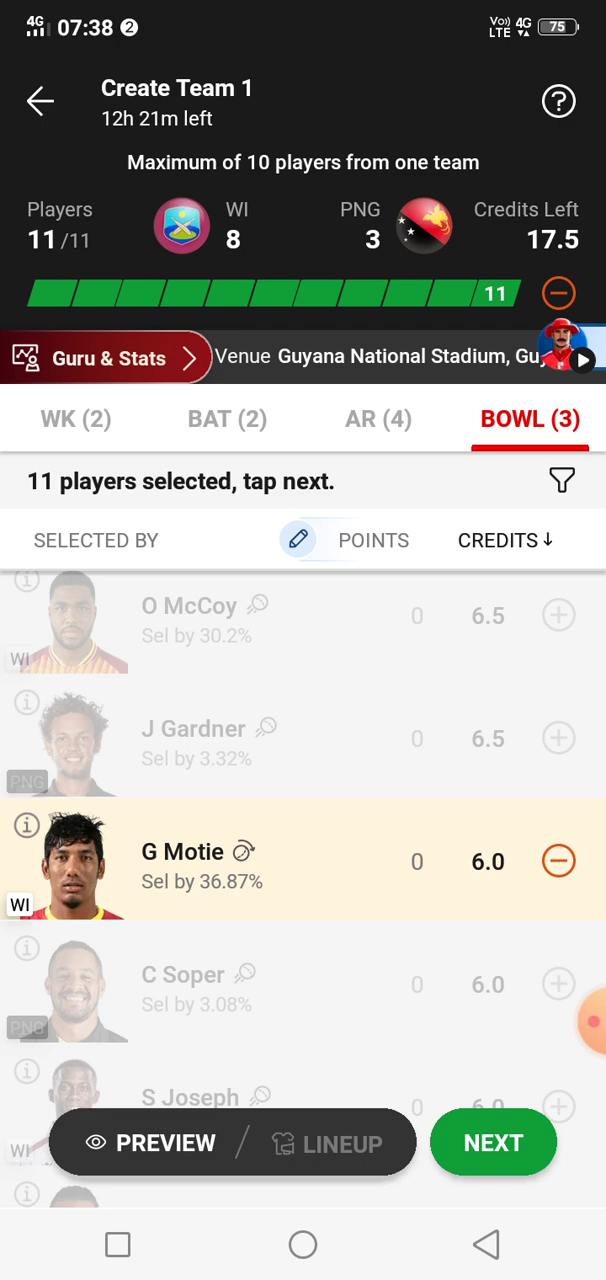 4G 07:38 2 Vo) LTE 4G 75
Create Team 1
12h 21m left
Maximum of 10 players from one team
Players WI PNG Credits Left
11/11 8 3 17.5
11
Guru & Stats Venue Guyana National Stadium, Guy
WK (2) BAT (2) AR (4) BOWL (3)
11 players selected, tap next.
SELECTED BY POINTS CREDITS ↓
O McCoy 0 6.5
Sel by 30.2%
WI
J Gardner 0 6.5
Sel by 3.32%
PNG
G Motie 0 6.0
Sel by 36.87%
WI
C Soper 0 6.0
Sel by 3.08%
PNG
S Joseph 0 6.0
WI
PREVIEW / LINEUP NEXT